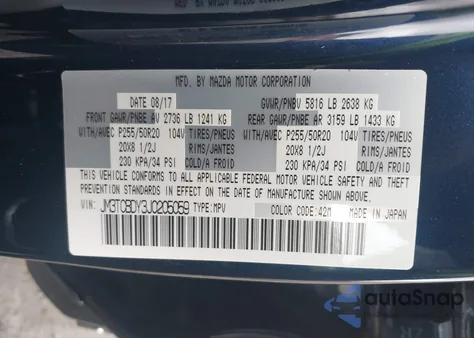 MFD. BY MAZDA MOTOR CORPORATION
DATE 08/17 GVWR/PNBV 5816 LB 2638 KG
FRONT GAWR/PNBE AV 2736 LB 1241 KG REAR GAWR/PNBE AR 3159 LB 1433 KG
WITH/AVEC P255/50R20 104V TIRES/PNEUS WITH/AVEC P255/50R20 104V TIRES/PNEUS
20X8 1/2J RIMS/JANTES 20X8 1/2J RIMS/JANTES
230 KPA/34 PSI COLD/A FROID 230 KPA/34 PSI COLD/A FROID
THIS VEHICLE CONFORMS TO ALL APPLICABLE FEDERAL MOTOR VEHICLE SAFETY AND
THEFT PREVENTION STANDARDS IN EFFECT ON THE DATE OF MANUFACTURE SHOWN ABOVE.
VIN: JM3TCBDY3J0205059 TYPE:MPV COLOR CODE:42M MADE IN JAPAN
autoSnap